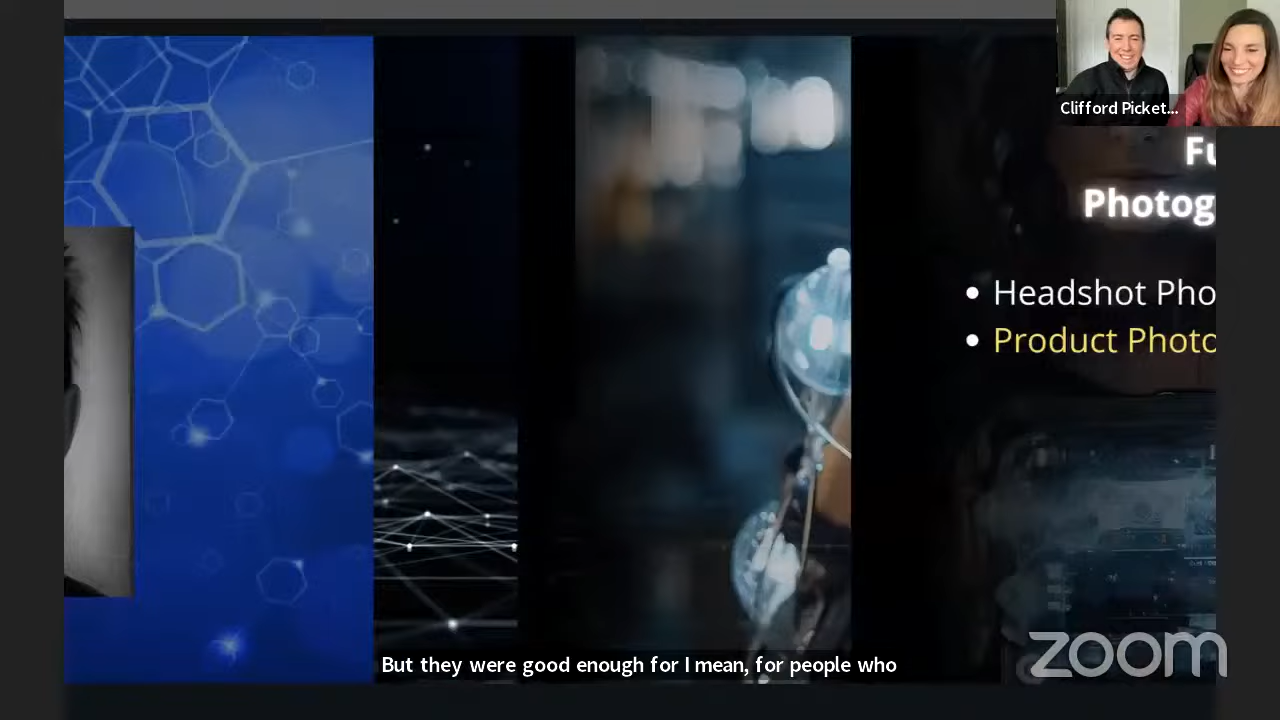 Clifford Picket...
Fu
Photog
• Headshot Pho
• Product Photo
But they were good enough for I mean, for people who
zoom